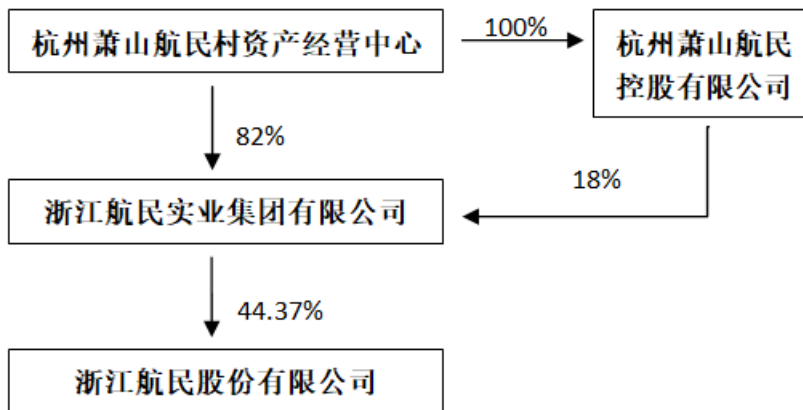 杭州萧山航民村资产经营中心
100%
杭州萧山航民
控股有限公司
82%
18%
浙江航民实业集团有限公司
44.37%
浙江航民股份有限公司